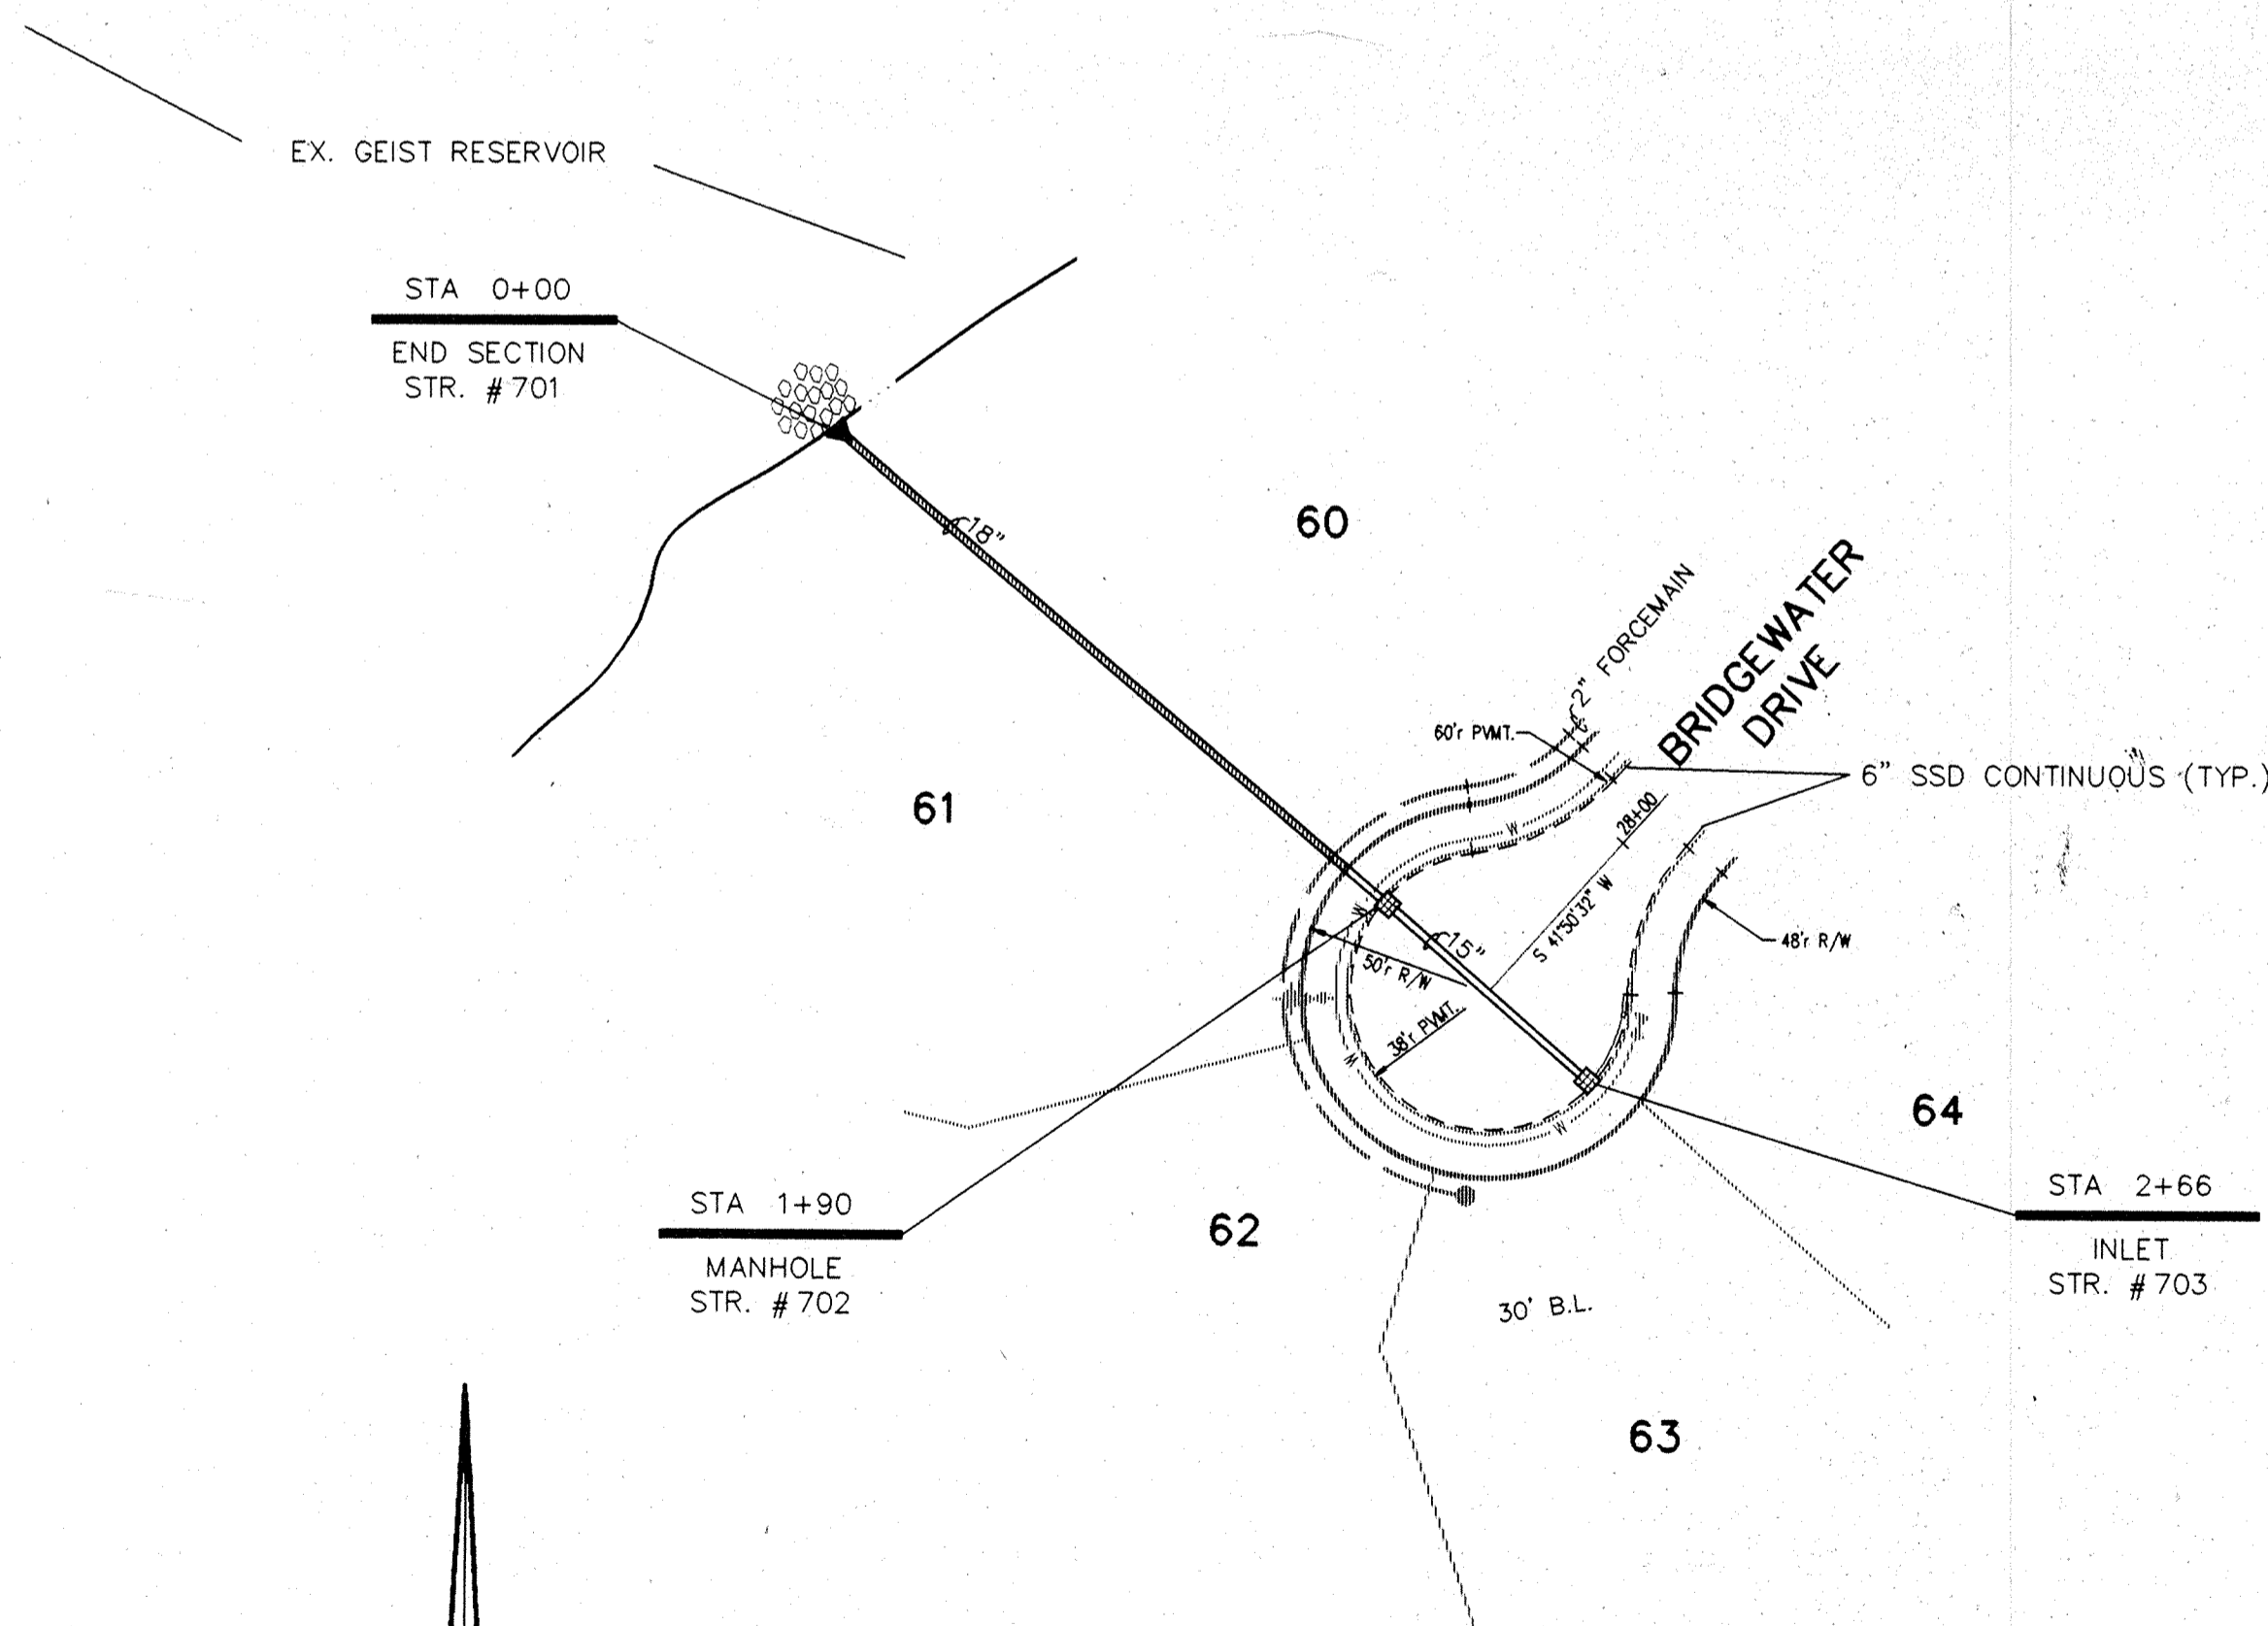 EX. GEIST RESERVOIR
STA 0+00
END SECTION
STR. #701
18"
60
2" FORCEMAIN
BRIDGEWATER
DRIVE
60'r PVMT.
6" SSD CONTINUOUS (TYP.)
61
28+00
W
S 41°50'32" W
W
15"
48'r R/W
50'r R/W
38'r PVMT.
W
W
64
STA 1+90
MANHOLE
STR. #702
62
STA 2+66
INLET
STR. #703
30' B.L.
63